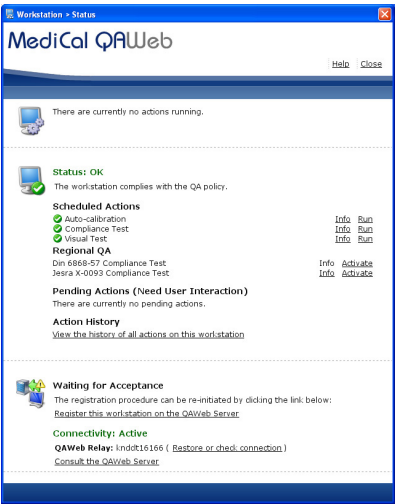 Workstation > Status
MediCal QAWeb
Help Close
There are currently no actions running.
Status: OK
The workstation complies with the QA policy.
Scheduled Actions
Auto-calibration Info Run
Compliance Test Info Run
Visual Test Info Run
Regional QA
Din 6868-57 Compliance Test Info Activate
Jesra X-0093 Compliance Test Info Activate
Pending Actions (Need User Interaction)
There are currently no pending actions.
Action History
View the history of all actions on this workstation
Waiting for Acceptance
The registration procedure can be re-initiated by clicking the link below:
Register this workstation on the QAWeb Server
Connectivity: Active
QAWeb Relay: knddt16166 ( Restore or check connection )
Consult the QAWeb Server